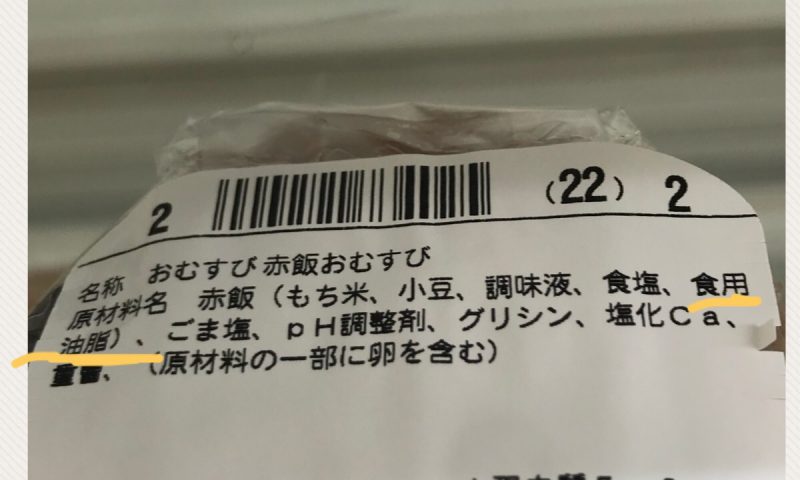 2 (22) 2
名称 おむすび 赤飯おむすび
原材料名 赤飯(もち米、小豆、調味液、食塩、食用
油脂)、ごま塩、pH調整剤、グリシン、塩化Ca、
(原材料の一部に卵を含む)